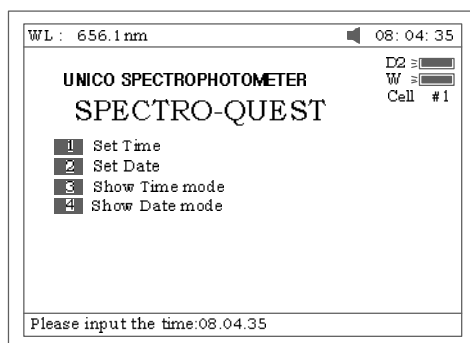 WL : 656.1nm 08: 04: 35
D2
UNICO SPECTROPHOTOMETER W
Cell #1
SPECTRO-QUEST
1 Set Time
2 Set Date
3 Show Time mode
4 Show Date mode
Please input the time:08.04.35